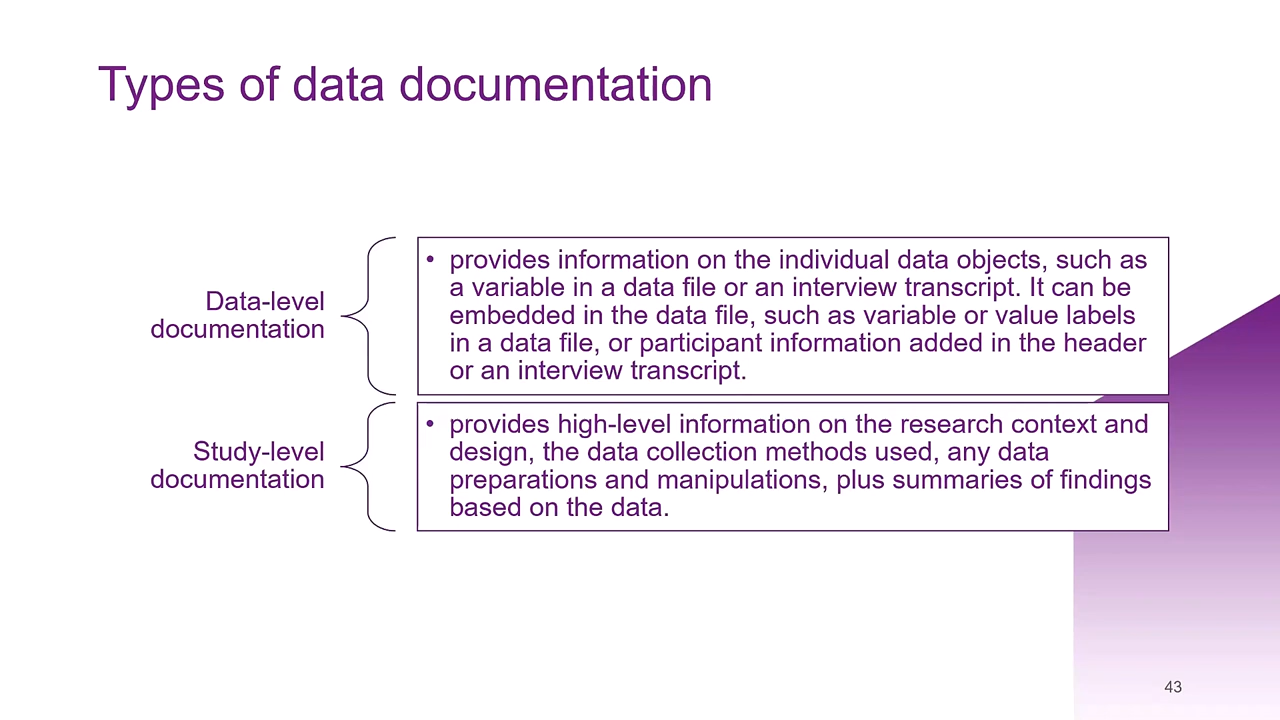 Types of data documentation
Data-level
documentation
• provides information on the individual data objects, such as
a variable in a data file or an interview transcript. It can be
embedded in the data file, such as variable or value labels
in a data file, or participant information added in the header
or an interview transcript.
Study-level
documentation
• provides high-level information on the research context and
design, the data collection methods used, any data
preparations and manipulations, plus summaries of findings
based on the data.
43